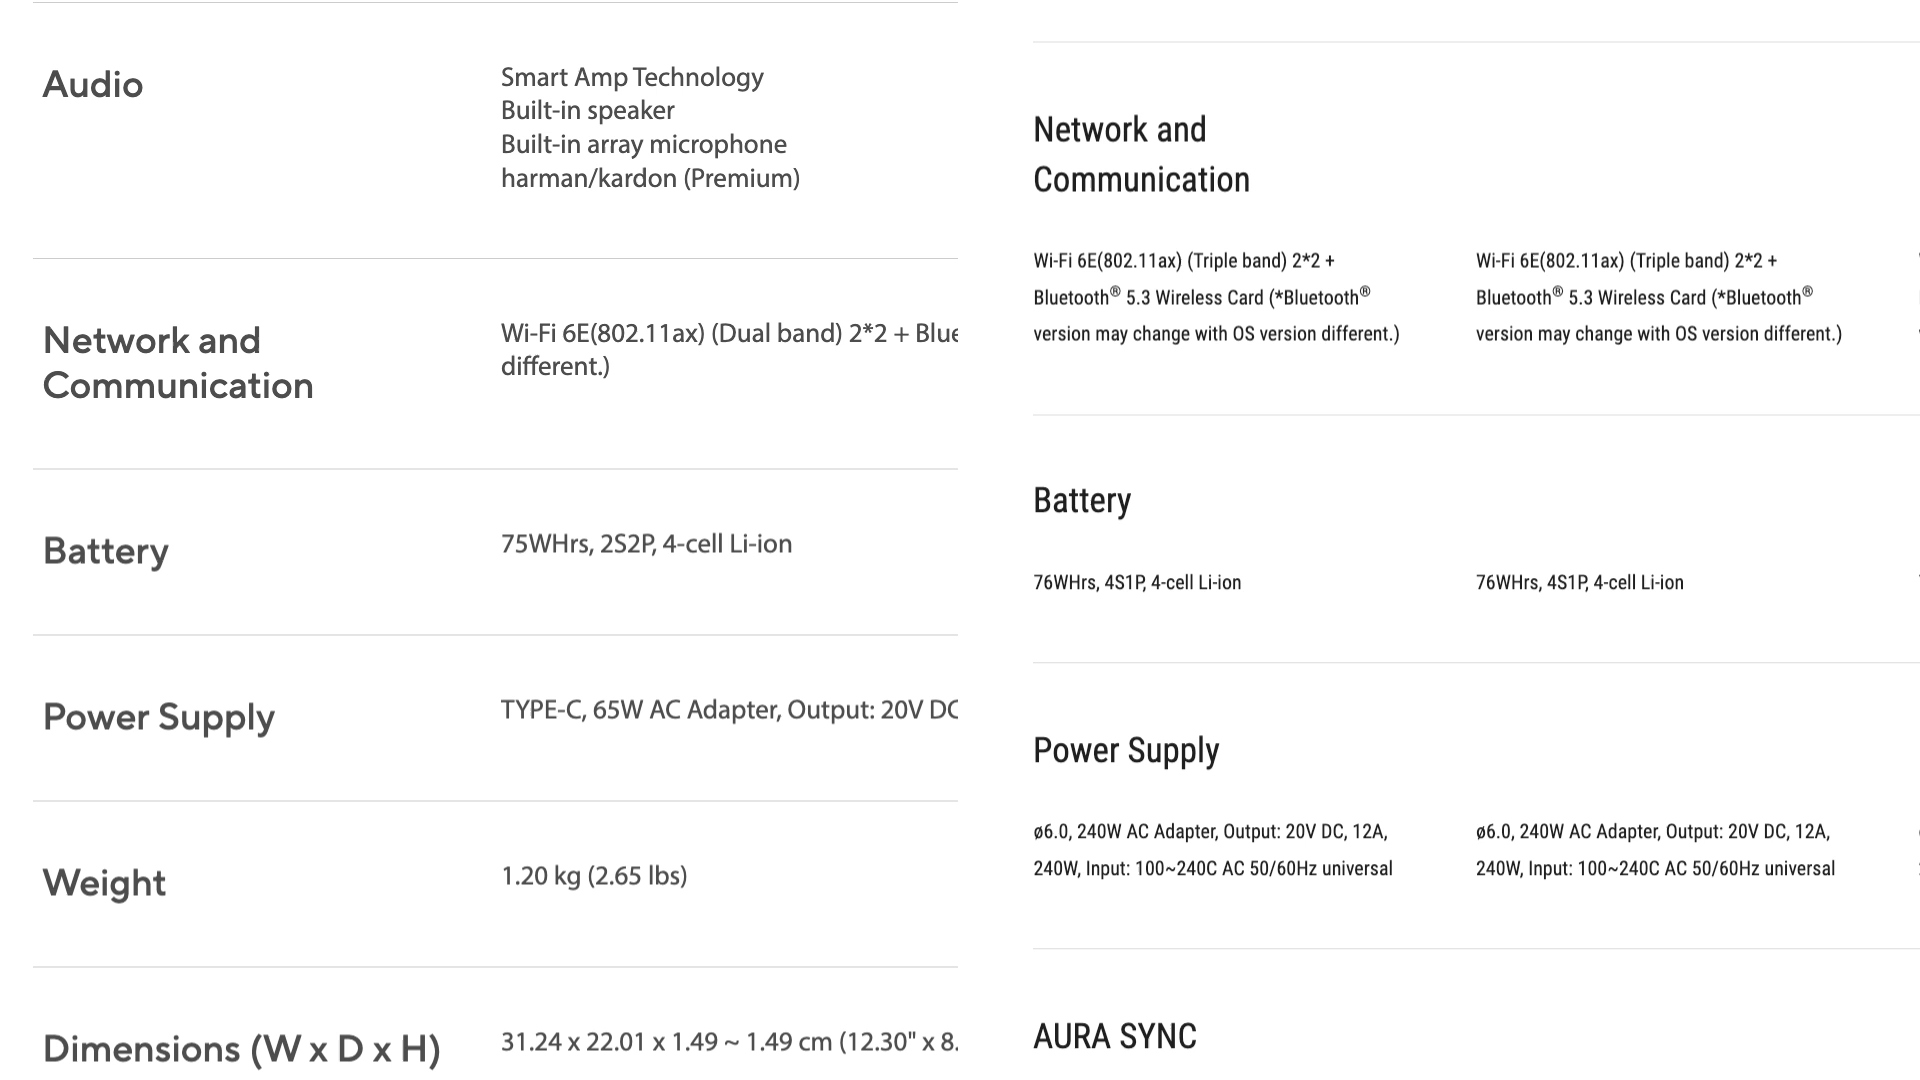 Audio
Smart Amp Technology
Built-in speaker
Built-in array microphone
harman/kardon (Premium)
Network and
Communication
Wi-Fi 6E(802.11ax) (Dual band) 2*2 + Blue
different.)
Battery
75WHrs, 2S2P, 4-cell Li-ion
Power Supply
TYPE-C, 65W AC Adapter, Output: 20V DC
Weight
1.20 kg (2.65 lbs)
Dimensions (W x D x H)
31.24 x 22.01 x 1.49 ~ 1.49 cm (12.30" x 8.
Network and
Communication
Wi-Fi 6E(802.11ax) (Triple band) 2*2 +
Bluetooth® 5.3 Wireless Card (*Bluetooth®
version may change with OS version different.)
Wi-Fi 6E(802.11ax) (Triple band) 2*2 +
Bluetooth® 5.3 Wireless Card (*Bluetooth®
version may change with OS version different.)
Battery
76WHrs, 4S1P, 4-cell Li-ion
76WHrs, 4S1P, 4-cell Li-ion
Power Supply
ø6.0, 240W AC Adapter, Output: 20V DC, 12A,
240W, Input: 100~240C AC 50/60Hz universal
ø6.0, 240W AC Adapter, Output: 20V DC, 12A,
240W, Input: 100~240C AC 50/60Hz universal
AURA SYNC